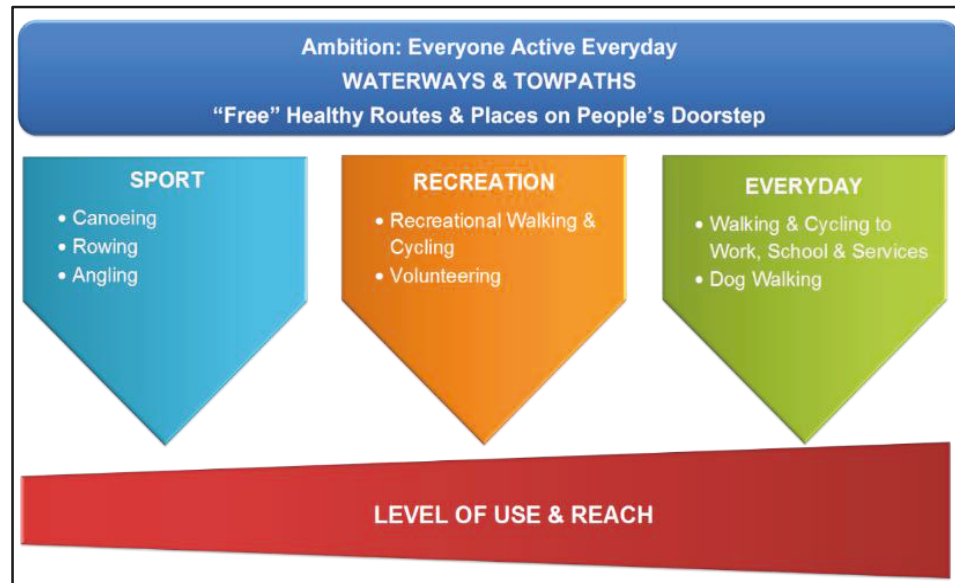 Ambition: Everyone Active Everyday
WATERWAYS & TOWPATHS
“Free” Healthy Routes & Places on People’s Doorstep
SPORT
• Canoeing
• Rowing
• Angling
RECREATION
• Recreational Walking &
Cycling
• Volunteering
EVERYDAY
• Walking & Cycling to
Work, School & Services
• Dog Walking
LEVEL OF USE & REACH